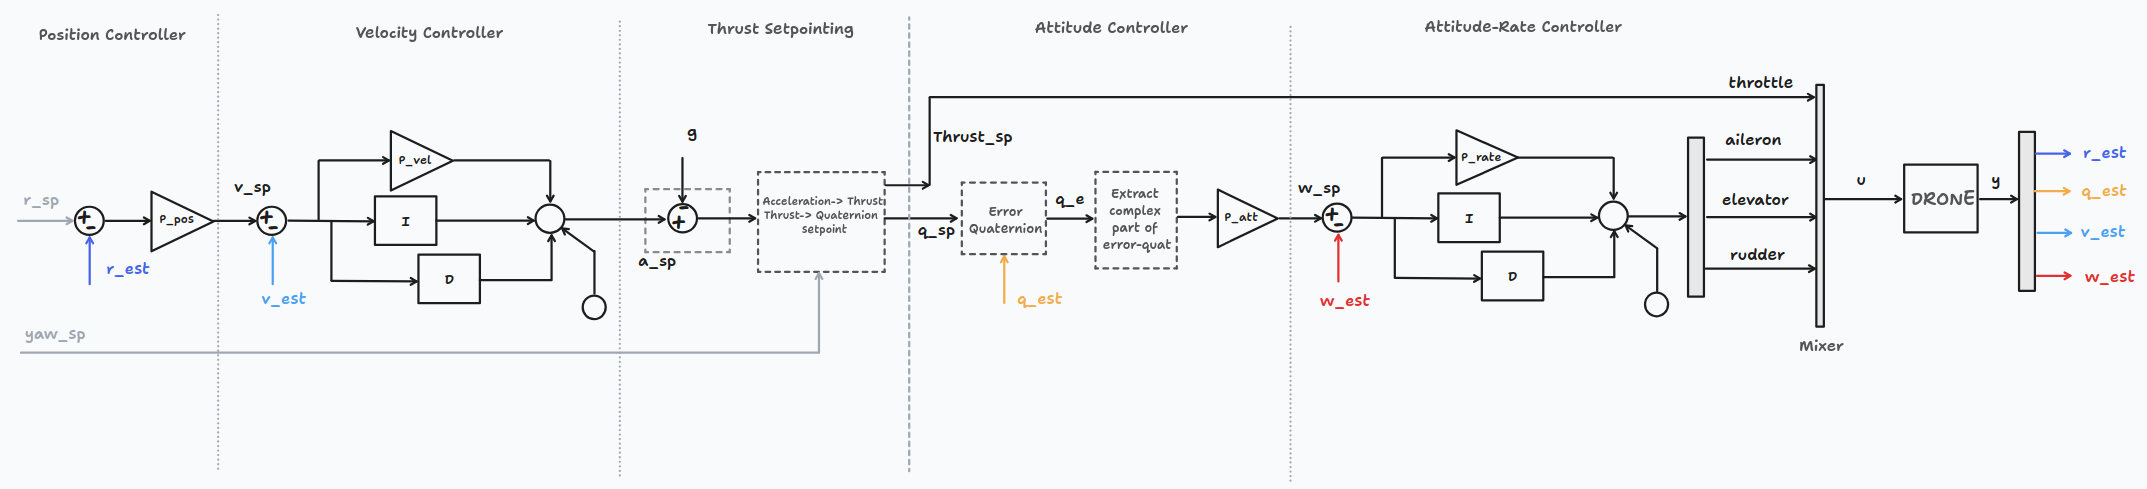 Position Controller
Velocity Controller
Thrust Setpointing
Attitude Controller
Attitude-Rate Controller
r_sp
+
-
r_est
P_pos
yaw_sp
v_sp
+
-
v_est
P_vel
I
D
g
-
+
a_sp
Acceleration-> Thrust
Thrust-> Quaternion
setpoint
Thrust_sp
q_sp
Error
Quaternion
q_est
q_e
Extract
complex
part of
error-quat
P_att
w_sp
+
-
w_est
P_rate
I
D
throttle
aileron
elevator
rudder
Mixer
u
DRONE
y
r_est
q_est
v_est
w_est